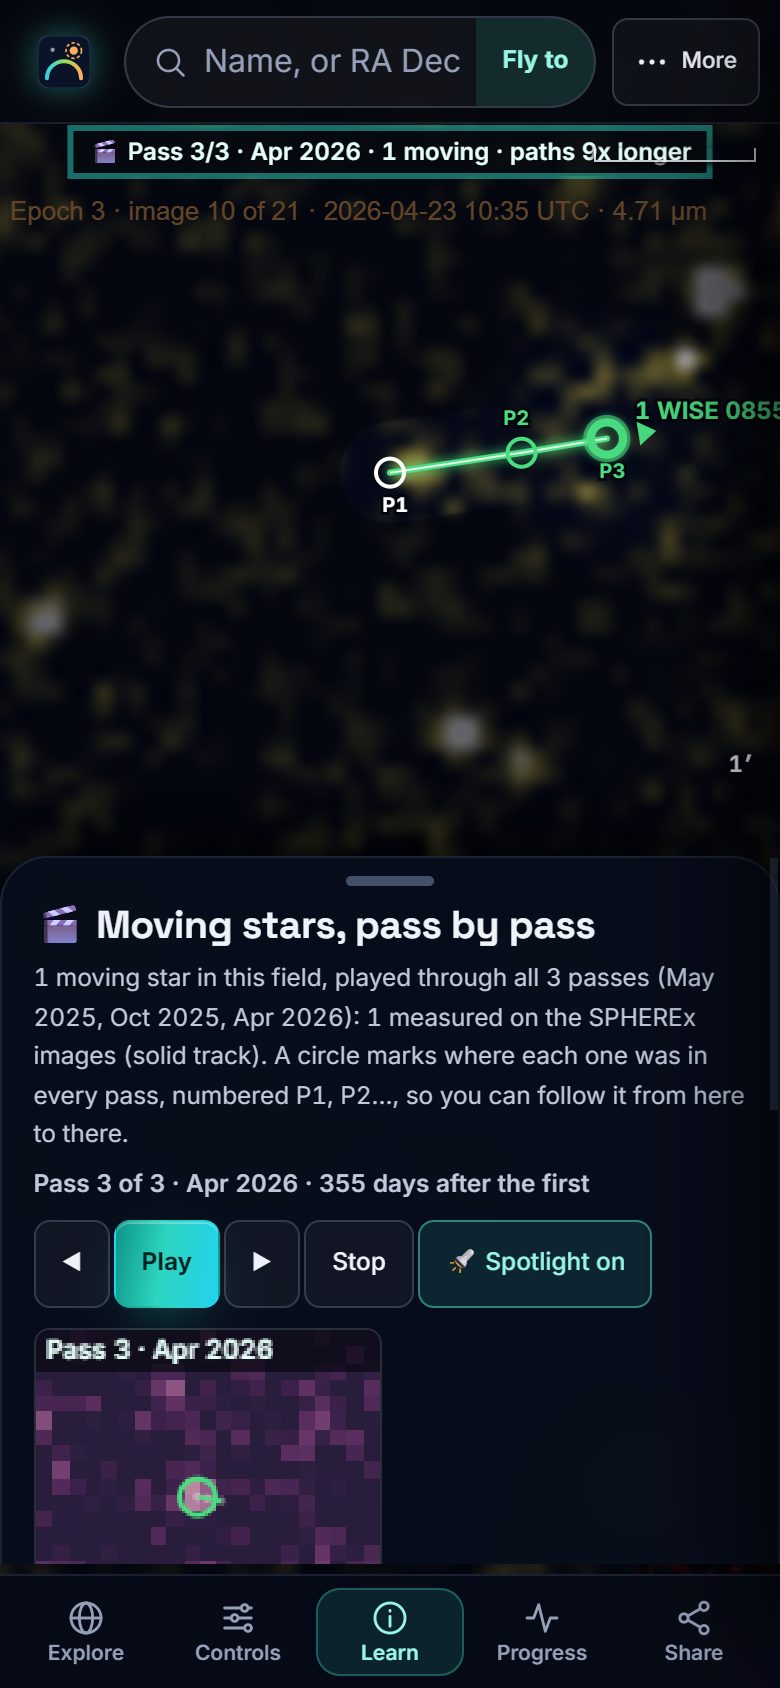 Name, or RA Dec
Fly to
More
Pass 3/3 · Apr 2026 · 1 moving · paths 9x longer
Epoch 3 · image 10 of 21 · 2026-04-23 10:35 UTC · 4.71 µm
1 WISE 0855
P2
P3
P1
1′
Moving stars, pass by pass
1 moving star in this field, played through all 3 passes (May
2025, Oct 2025, Apr 2026): 1 measured on the SPHEREx
images (solid track). A circle marks where each one was in
every pass, numbered P1, P2…, so you can follow it from here
to there.
Pass 3 of 3 · Apr 2026 · 355 days after the first
Play
Stop
Spotlight on
Pass 3 · Apr 2026
Explore
Controls
Learn
Progress
Share